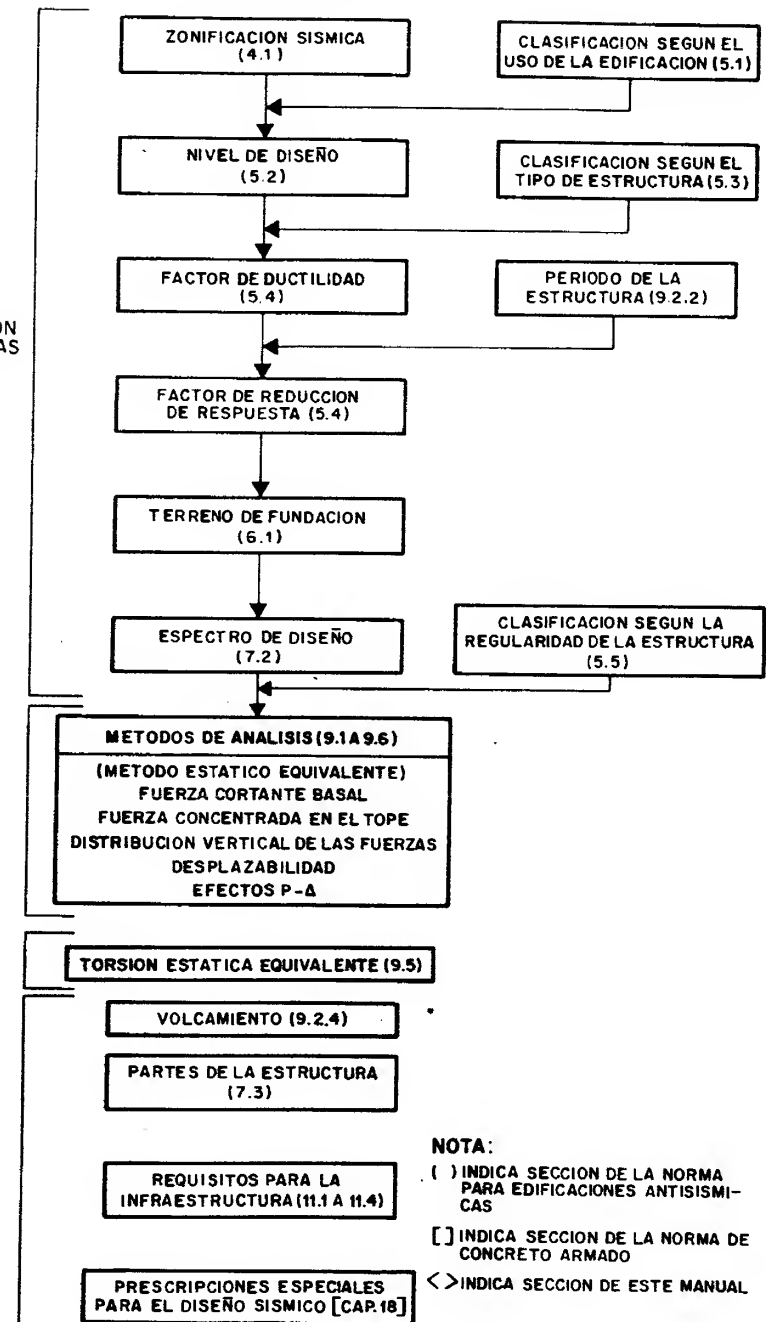 ZONIFICACION SISMICA
(4.1)
CLASIFICACION SEGUN EL
USO DE LA EDIFICACION (5.1)
NIVEL DE DISEÑO
(5.2)
CLASIFICACION SEGUN EL
TIPO DE ESTRUCTURA (5.3)
FACTOR DE DUCTILIDAD
(5.4)
PERIODO DE LA
ESTRUCTURA (9.2.2)
ON
AS
FACTOR DE REDUCCION
DE RESPUESTA (5.4)
TERRENO DE FUNDACION
(6.1)
ESPECTRO DE DISEÑO
(7.2)
CLASIFICACION SEGUN LA
REGULARIDAD DE LA ESTRUCTURA
(5.5)
METODOS DE ANALISIS (9.1 A 9.6)
(METODO ESTATICO EQUIVALENTE)
FUERZA CORTANTE BASAL
FUERZA CONCENTRADA EN EL TOPE
DISTRIBUCION VERTICAL DE LAS FUERZAS
DESPLAZABILIDAD
EFECTOS P-Δ
TORSION ESTATICA EQUIVALENTE (9.5)
VOLCAMIENTO (9.2.4)
PARTES DE LA ESTRUCTURA
(7.3)
REQUISITOS PARA LA
INFRAESTRUCTURA (11.1 A 11.4)
PRESCRIPCIONES ESPECIALES
PARA EL DISEÑO SISMICO [CAP. 18]
NOTA:
( ) INDICA SECCION DE LA NORMA
PARA EDIFICACIONES ANTISISMI-
CAS
[ ] INDICA SECCION DE LA NORMA DE
CONCRETO ARMADO
< > INDICA SECCION DE ESTE MANUAL